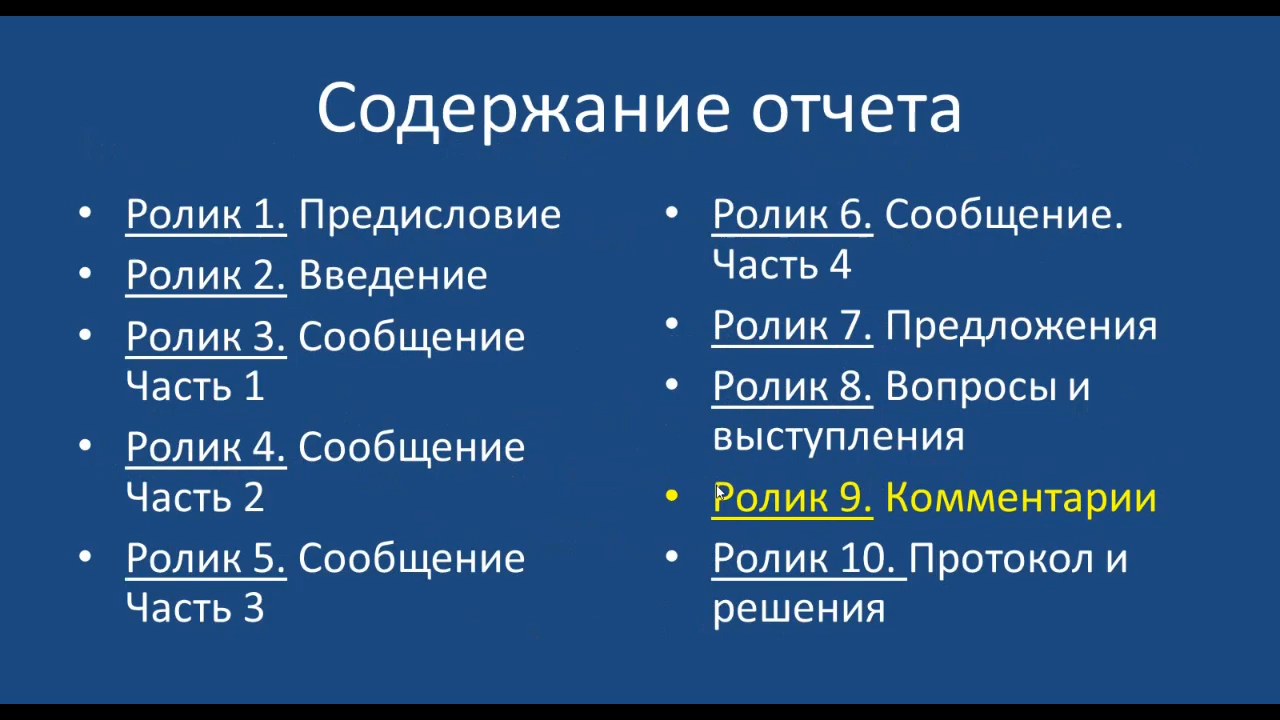 Содержание отчета
• Ролик 1. Предисловие
• Ролик 2. Введение
• Ролик 3. Сообщение
Часть 1
• Ролик 4. Сообщение
Часть 2
• Ролик 5. Сообщение
Часть 3
• Ролик 6. Сообщение.
Часть 4
• Ролик 7. Предложения
• Ролик 8. Вопросы и
выступления
• Ролик 9. Комментарии
• Ролик 10. Протокол и
решения